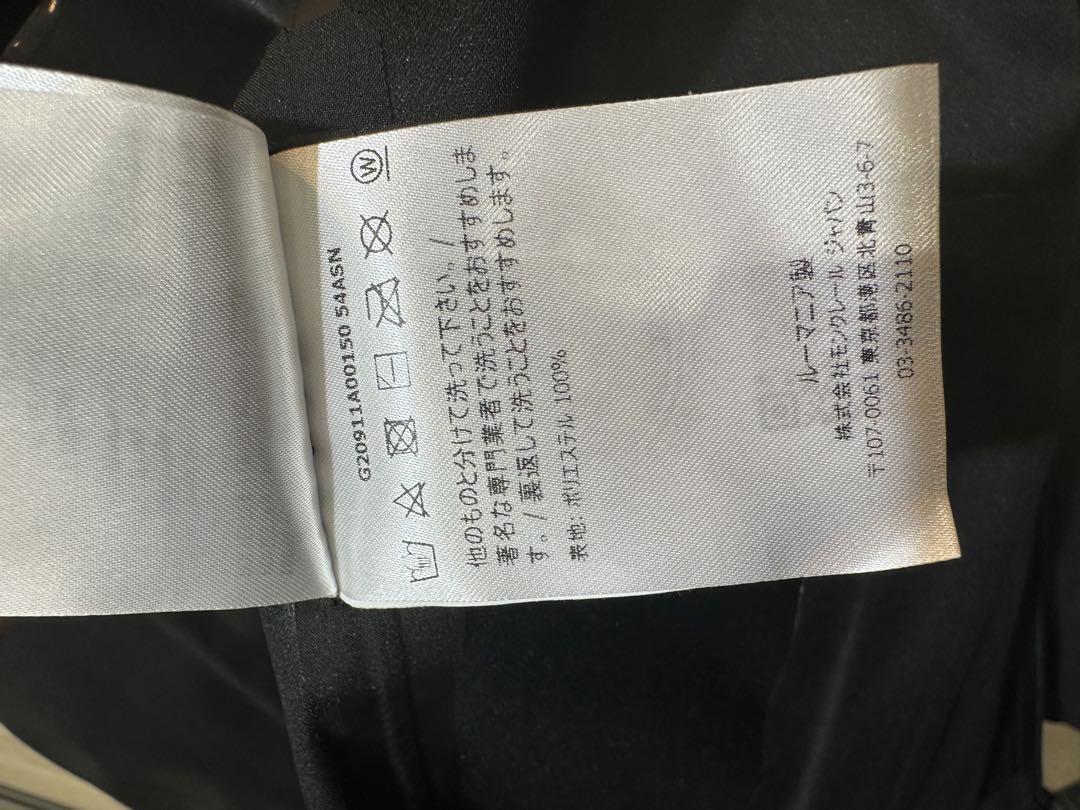 G20911A00150 54ASN
W
他のものと分けて洗って下さい。/
著名な専門業者で洗うことをおすすめしま
す。/ 裏返して洗うことをおすすめします。
表地: ポリエステル 100%
ルーマニア製
株式会社モンクレール ジャパン
〒107-0061 東京都港区北青山3-6-7
03-3486-2110